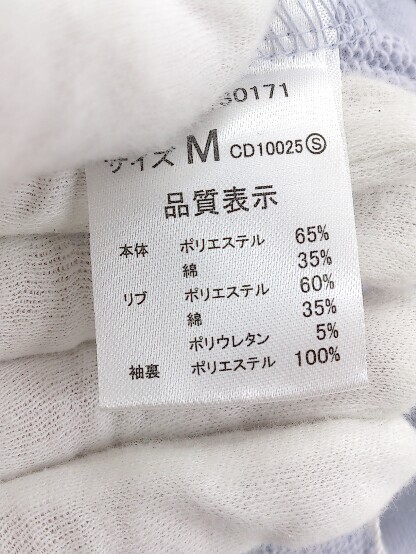 30171
サイズ M CD10025Ⓢ
品質表示
本体 ポリエステル 65%
綿 35%
リブ ポリエステル 60%
綿 35%
ポリウレタン 5%
袖裏 ポリエステル 100%